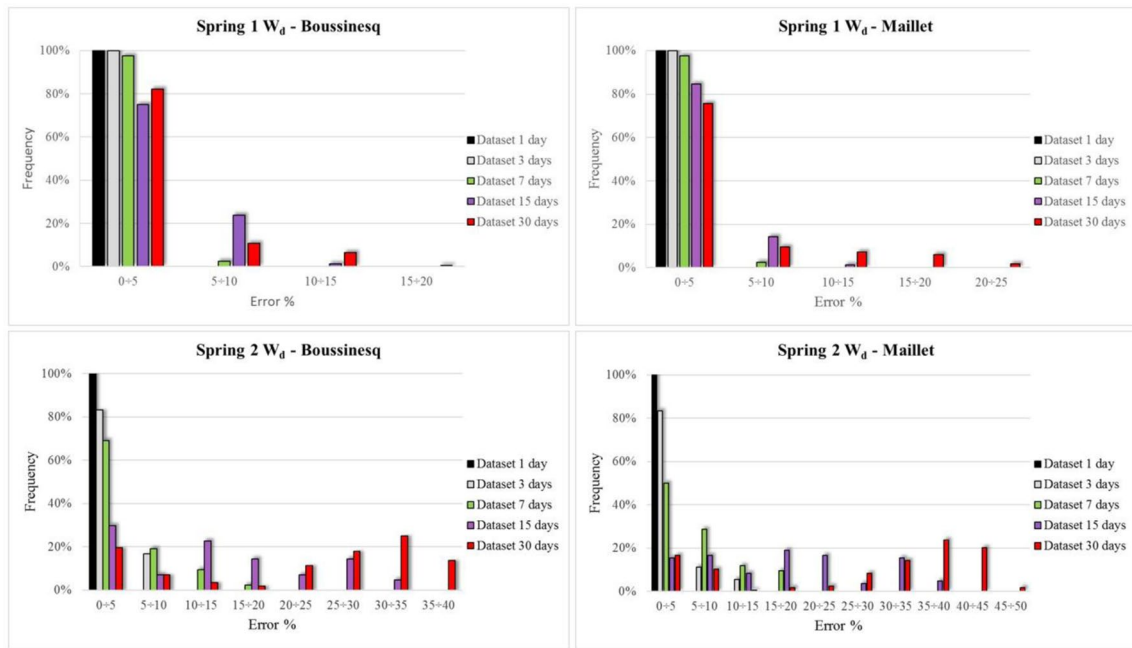 Spring 1 Wd - Boussinesq
100%
80%
60%
40%
20%
0%
Frequency
0÷5 5÷10 10÷15 15÷20
Error %
Dataset 1 day
Dataset 3 days
Dataset 7 days
Dataset 15 days
Dataset 30 days
Spring 1 Wd - Maillet
100%
80%
60%
40%
20%
0%
Frequency
0÷5 5÷10 10÷15 15÷20 20÷25
Error %
Dataset 1 day
Dataset 3 days
Dataset 7 days
Dataset 15 days
Dataset 30 days
Spring 2 Wd - Boussinesq
100%
80%
60%
40%
20%
0%
Frequency
0÷5 5÷10 10÷15 15÷20 20÷25 25÷30 30÷35 35÷40
Error %
Dataset 1 day
Dataset 3 days
Dataset 7 days
Dataset 15 days
Dataset 30 days
Spring 2 Wd - Maillet
100%
80%
60%
40%
20%
0%
Frequency
0÷5 5÷10 10÷15 15÷20 20÷25 25÷30 30÷35 35÷40 40÷45 45÷50
Error %
Dataset 1 day
Dataset 3 days
Dataset 7 days
Dataset 15 days
Dataset 30 days